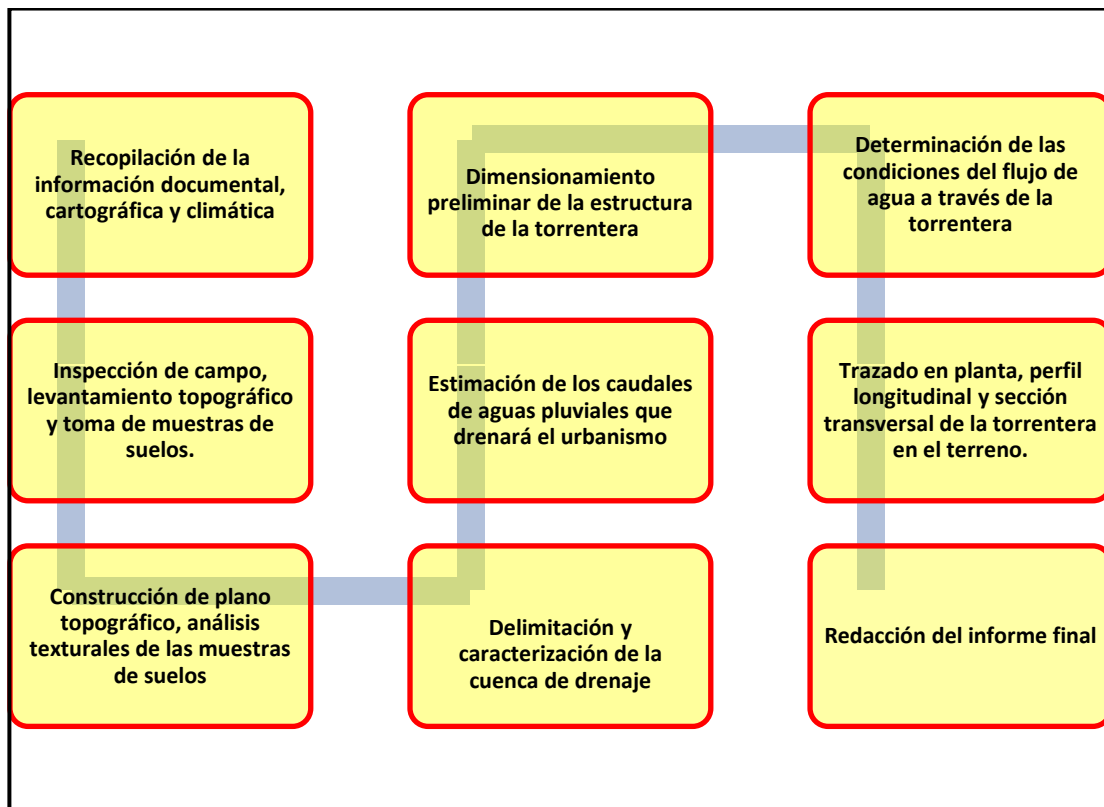 Recopilación de la
información documental,
cartográfica y climática
Inspección de campo,
levantamiento topográfico
y toma de muestras de
suelos.
Construcción de plano
topográfico, análisis
texturales de las muestras
de suelos
Delimitación y
caracterización de la
cuenca de drenaje
Estimación de los caudales
de aguas pluviales que
drenará el urbanismo
Dimensionamiento
preliminar de la estructura
de la torrentera
Determinación de las
condiciones del flujo de
agua a través de la
torrentera
Trazado en planta, perfil
longitudinal y sección
transversal de la torrentera
en el terreno.
Redacción del informe final